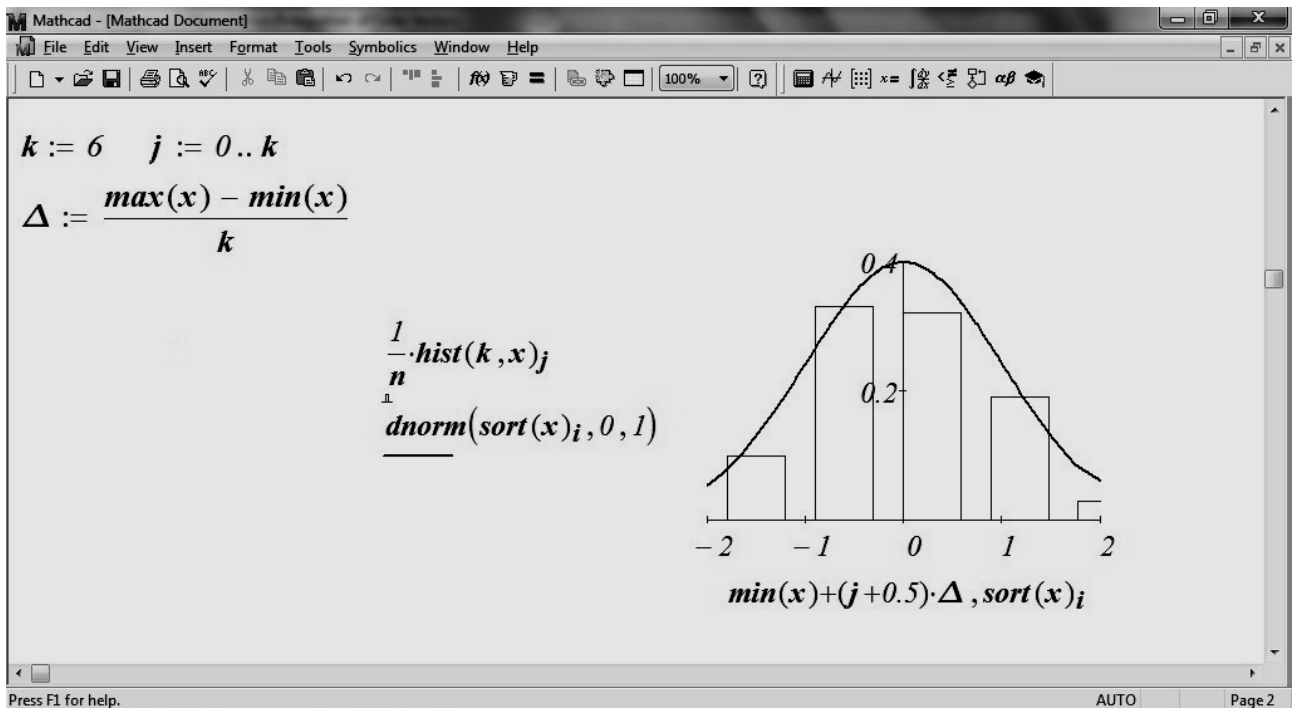 Mathcad - [Mathcad Document]
File Edit View Insert Format Tools Symbolics Window Help
100%
k := 6 j := 0 .. k
Δ := max(x) − min(x) / k
1/n ·hist(k ,x)j
dnorm(sort(x)i , 0 , 1)
0.4
0.2
− 2 − 1 0 1 2
min(x)+(j +0.5)·Δ , sort(x)i
Press F1 for help. AUTO Page 2